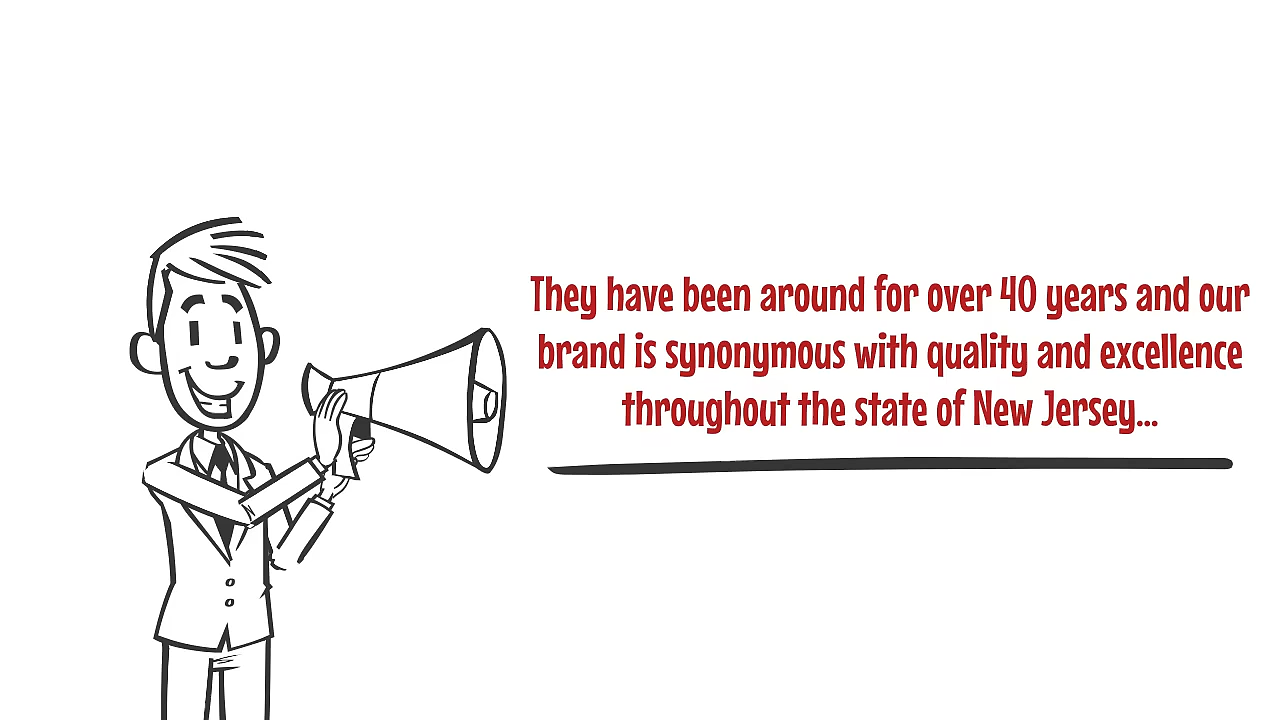 They have been around for over 40 years and our
brand is synonymous with quality and excellence
throughout the state of New Jersey...